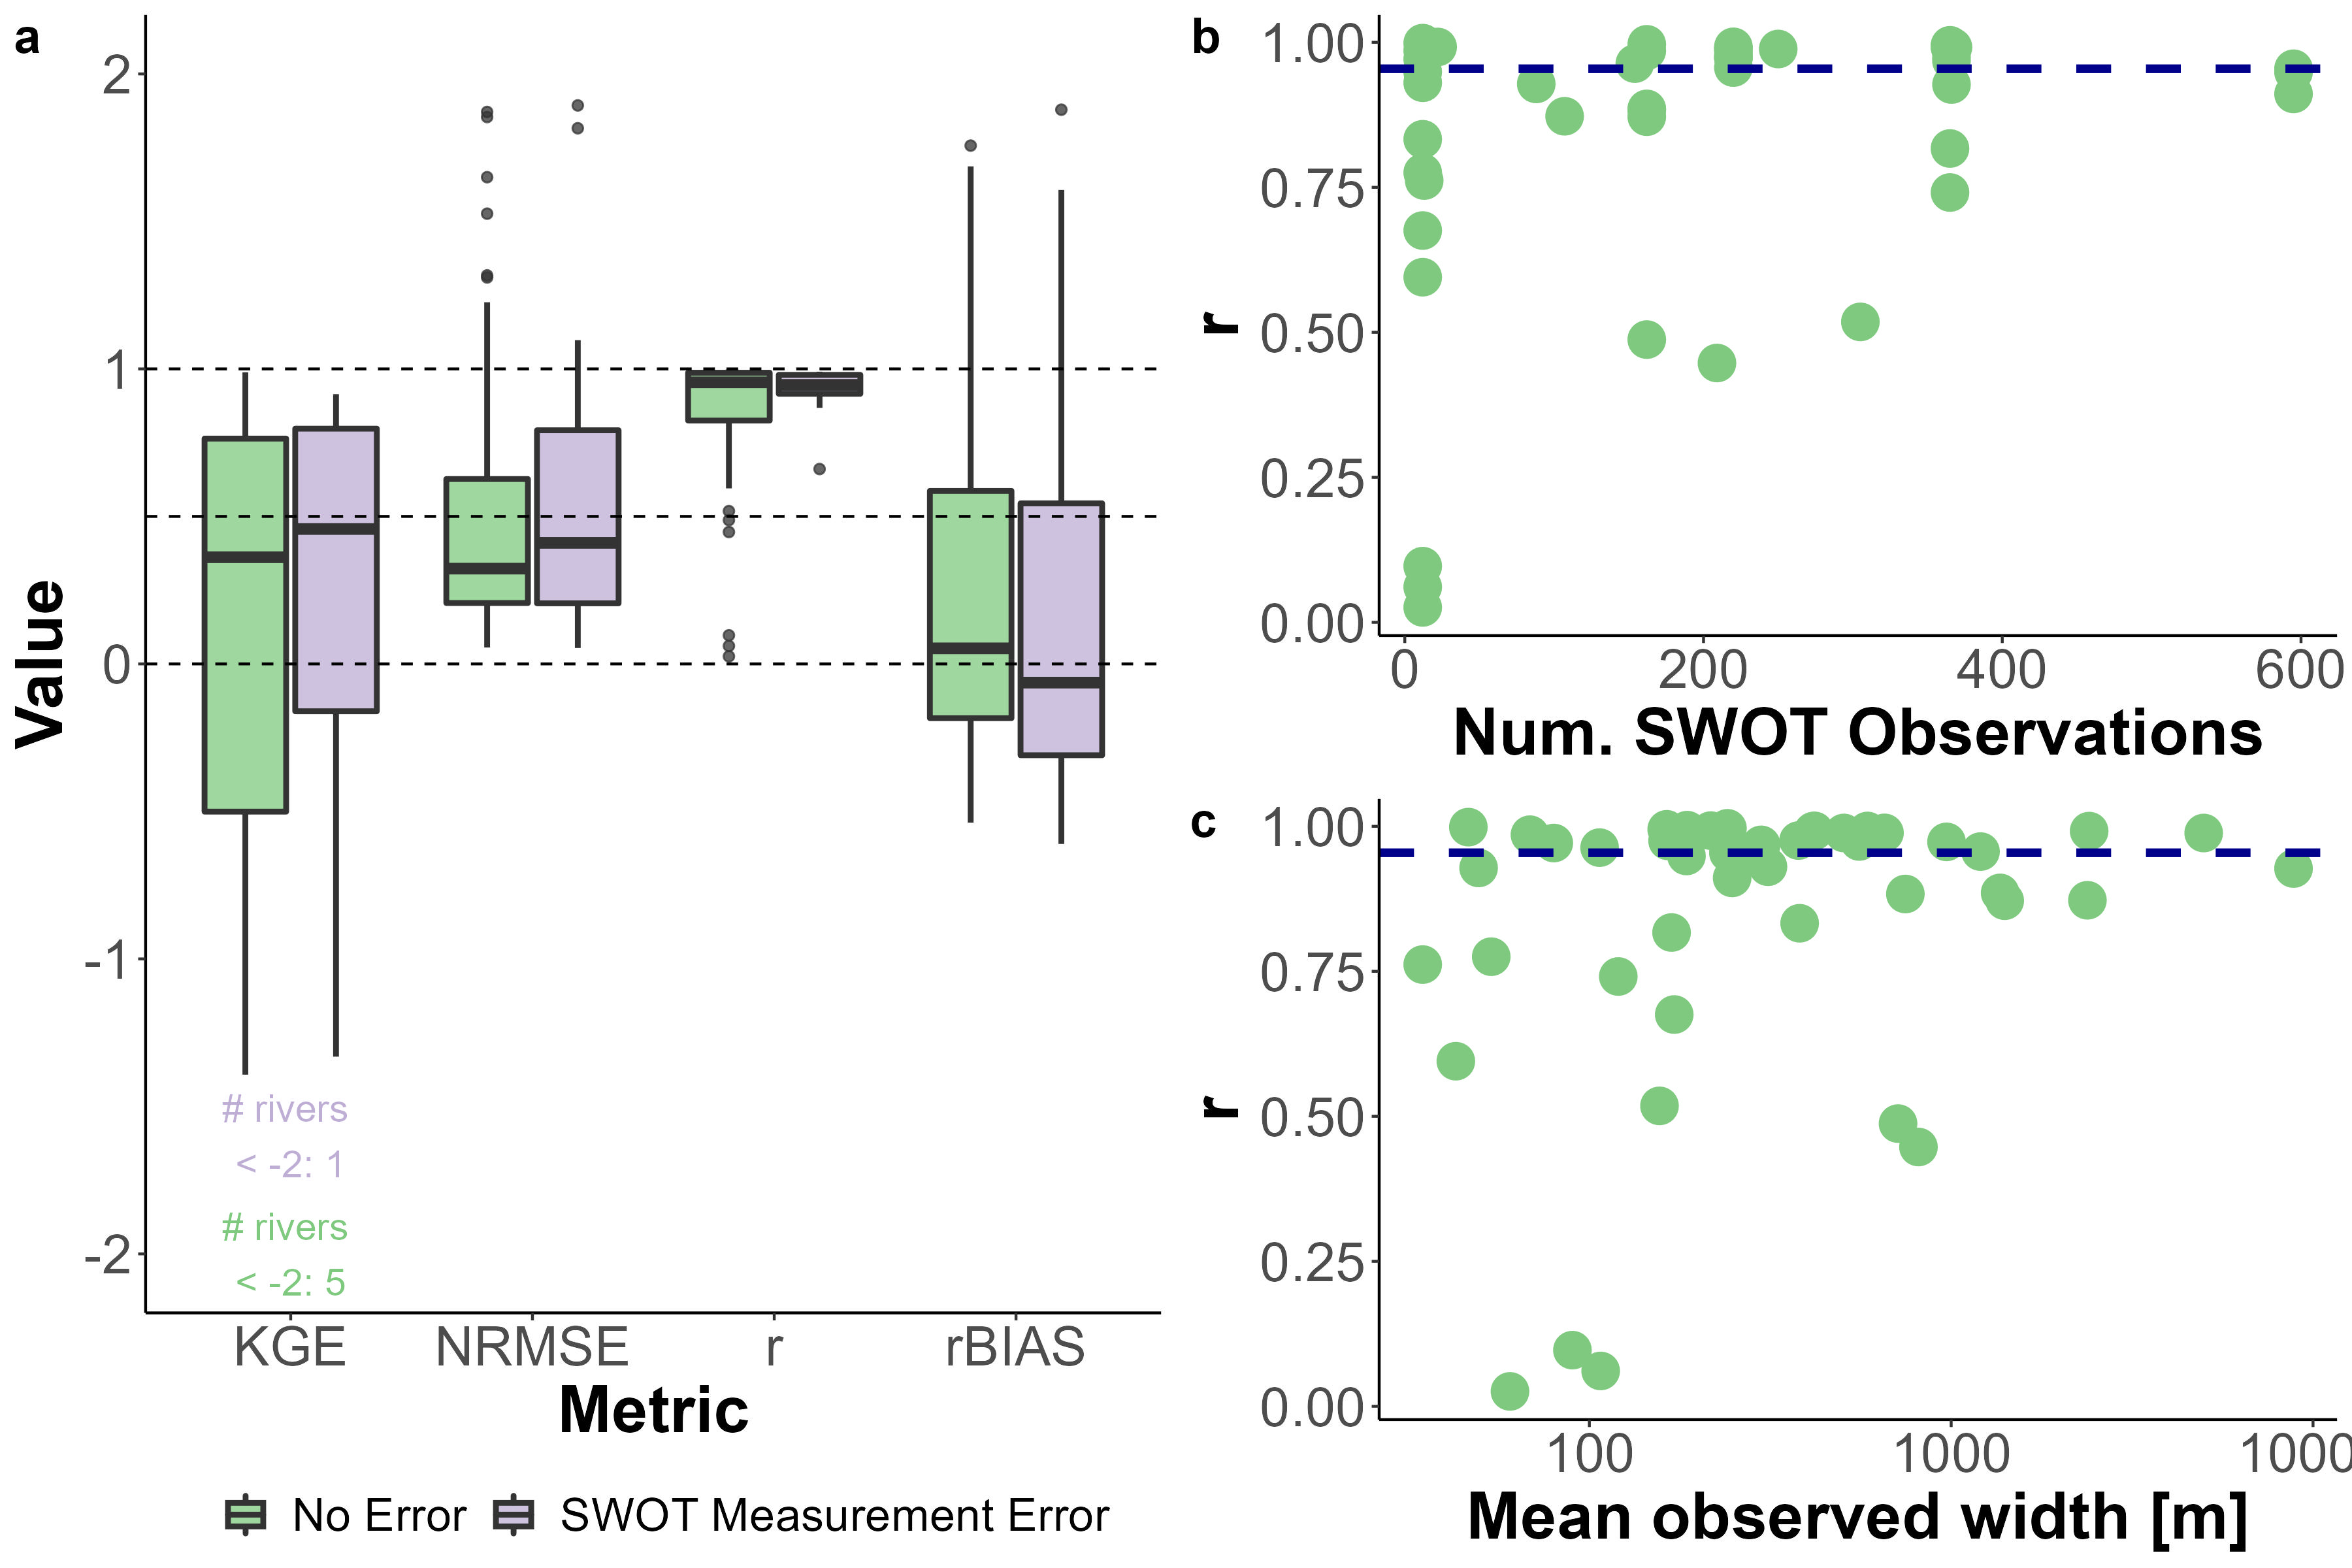 a
2
1
0
-1
-2
Value
# rivers
< -2: 1
# rivers
< -2: 5
KGE NRMSE r rBIAS
Metric
No Error SWOT Measurement Error
b
1.00
0.75
0.50
0.25
0.00
r
0 200 400 600
Num. SWOT Observations
c
1.00
0.75
0.50
0.25
0.00
r
100 1000 1000
Mean observed width [m]